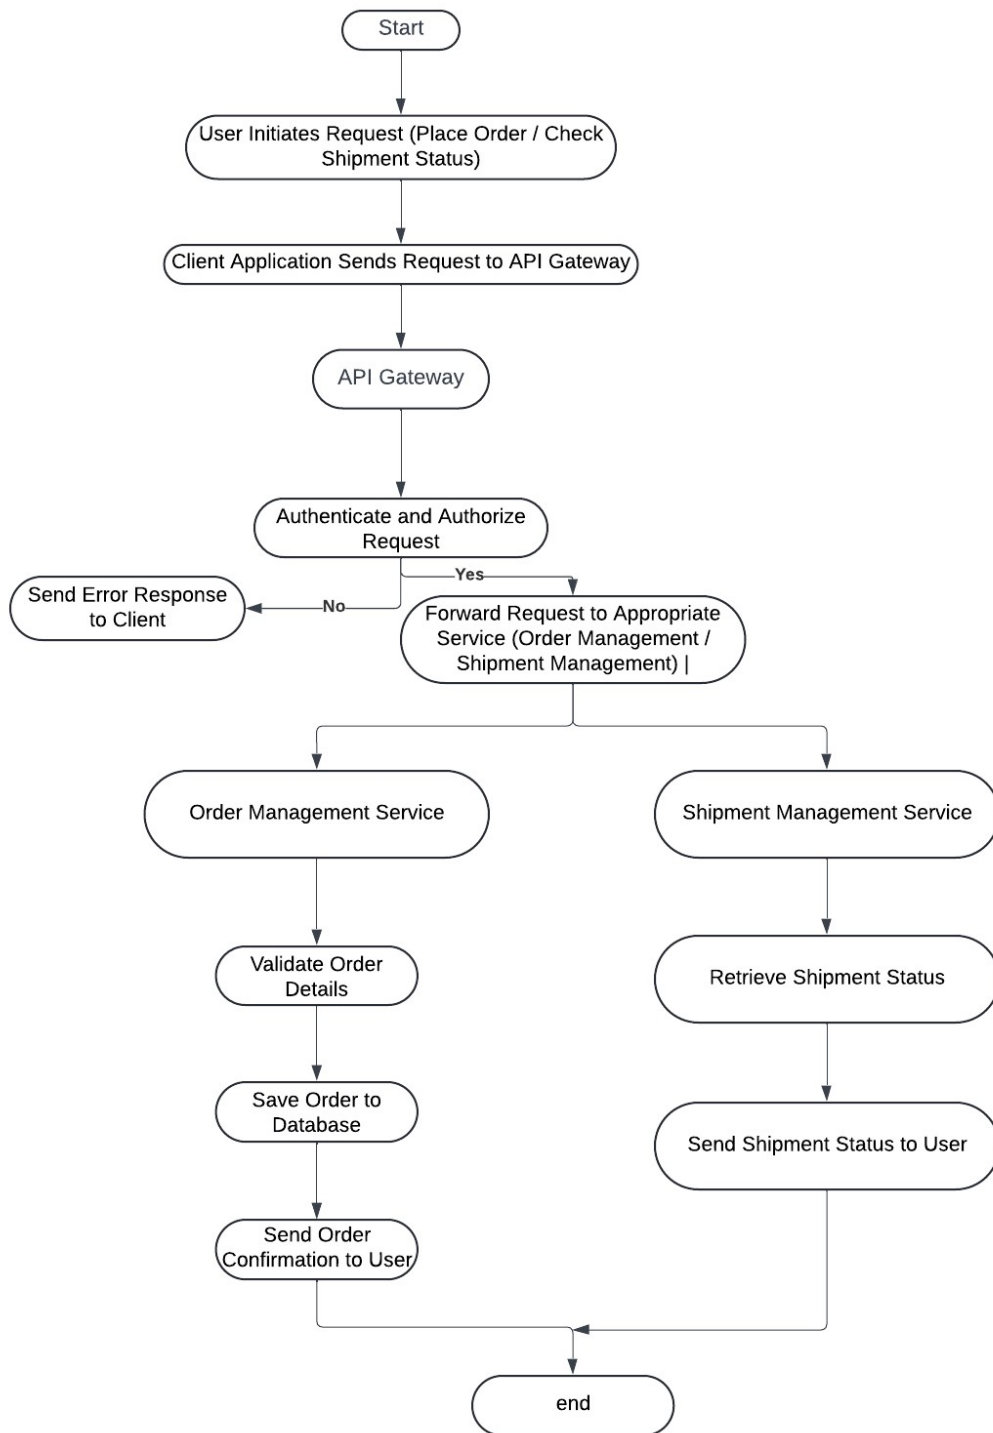 Start
User Initiates Request (Place Order / Check
Shipment Status)
Client Application Sends Request to API Gateway
API Gateway
Authenticate and Authorize
Request
Yes
No
Send Error Response
to Client
Forward Request to Appropriate
Service (Order Management /
Shipment Management) |
Order Management Service
Shipment Management Service
Validate Order
Details
Retrieve Shipment Status
Save Order to
Database
Send Shipment Status to User
Send Order
Confirmation to User
end